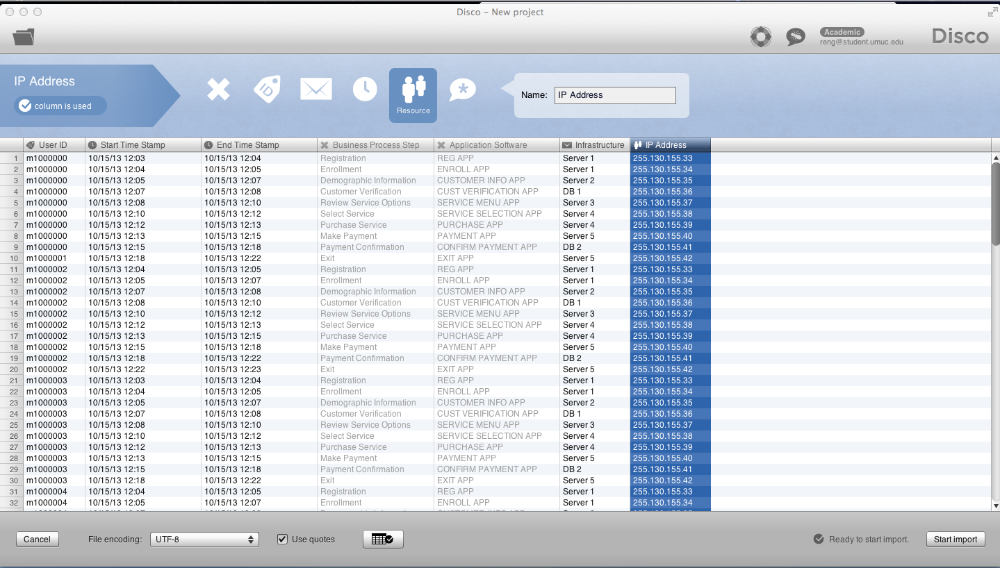 Disco – New project
Academic
reng@student.umuc.edu
Disco
IP Address
column is used
ID
Resource
Name: IP Address
User ID Start Time Stamp End Time Stamp Business Process Step Application Software Infrastructure IP Address
1 m1000000 10/15/13 12:03 10/15/13 12:04 Registration REG APP Server 1 255.130.155.33
2 m1000000 10/15/13 12:04 10/15/13 12:05 Enrollment ENROLL APP Server 1 255.130.155.34
3 m1000000 10/15/13 12:05 10/15/13 12:07 Demographic Information CUSTOMER INFO APP Server 2 255.130.155.35
4 m1000000 10/15/13 12:07 10/15/13 12:08 Customer Verification CUST VERIFICATION APP DB 1 255.130.155.36
5 m1000000 10/15/13 12:08 10/15/13 12:10 Review Service Options SERVICE MENU APP Server 3 255.130.155.37
6 m1000000 10/15/13 12:10 10/15/13 12:12 Select Service SERVICE SELECTION APP Server 4 255.130.155.38
7 m1000000 10/15/13 12:12 10/15/13 12:13 Purchase Service PURCHASE APP Server 4 255.130.155.39
8 m1000000 10/15/13 12:13 10/15/13 12:15 Make Payment PAYMENT APP Server 5 255.130.155.40
9 m1000000 10/15/13 12:15 10/15/13 12:18 Payment Confirmation CONFIRM PAYMENT APP DB 2 255.130.155.41
10 m1000001 10/15/13 12:18 10/15/13 12:22 Exit EXIT APP Server 5 255.130.155.42
11 m1000002 10/15/13 12:04 10/15/13 12:05 Registration REG APP Server 1 255.130.155.33
12 m1000002 10/15/13 12:05 10/15/13 12:07 Enrollment ENROLL APP Server 1 255.130.155.34
13 m1000002 10/15/13 12:07 10/15/13 12:08 Demographic Information CUSTOMER INFO APP Server 2 255.130.155.35
14 m1000002 10/15/13 12:08 10/15/13 12:10 Customer Verification CUST VERIFICATION APP DB 1 255.130.155.36
15 m1000002 10/15/13 12:10 10/15/13 12:12 Review Service Options SERVICE MENU APP Server 3 255.130.155.37
16 m1000002 10/15/13 12:12 10/15/13 12:13 Select Service SERVICE SELECTION APP Server 4 255.130.155.38
17 m1000002 10/15/13 12:13 10/15/13 12:15 Purchase Service PURCHASE APP Server 4 255.130.155.39
18 m1000002 10/15/13 12:15 10/15/13 12:18 Make Payment PAYMENT APP Server 5 255.130.155.40
19 m1000002 10/15/13 12:18 10/15/13 12:22 Payment Confirmation CONFIRM PAYMENT APP DB 2 255.130.155.41
20 m1000002 10/15/13 12:22 10/15/13 12:23 Exit EXIT APP Server 5 255.130.155.42
21 m1000003 10/15/13 12:03 10/15/13 12:04 Registration REG APP Server 1 255.130.155.33
22 m1000003 10/15/13 12:04 10/15/13 12:05 Enrollment ENROLL APP Server 1 255.130.155.34
23 m1000003 10/15/13 12:05 10/15/13 12:07 Demographic Information CUSTOMER INFO APP Server 2 255.130.155.35
24 m1000003 10/15/13 12:07 10/15/13 12:08 Customer Verification CUST VERIFICATION APP DB 1 255.130.155.36
25 m1000003 10/15/13 12:08 10/15/13 12:10 Review Service Options SERVICE MENU APP Server 3 255.130.155.37
26 m1000003 10/15/13 12:10 10/15/13 12:12 Select Service SERVICE SELECTION APP Server 4 255.130.155.38
27 m1000003 10/15/13 12:12 10/15/13 12:13 Purchase Service PURCHASE APP Server 4 255.130.155.39
28 m1000003 10/15/13 12:13 10/15/13 12:15 Make Payment PAYMENT APP Server 5 255.130.155.40
29 m1000003 10/15/13 12:15 10/15/13 12:18 Payment Confirmation CONFIRM PAYMENT APP DB 2 255.130.155.41
30 m1000003 10/15/13 12:18 10/15/13 12:22 Exit EXIT APP Server 5 255.130.155.42
31 m1000004 10/15/13 12:04 10/15/13 12:05 Registration REG APP Server 1 255.130.155.33
32 m1000004 10/15/13 12:05 10/15/13 12:07 Enrollment ENROLL APP Server 1 255.130.155.34
Cancel File encoding: UTF-8 Use quotes Ready to start import. Start import